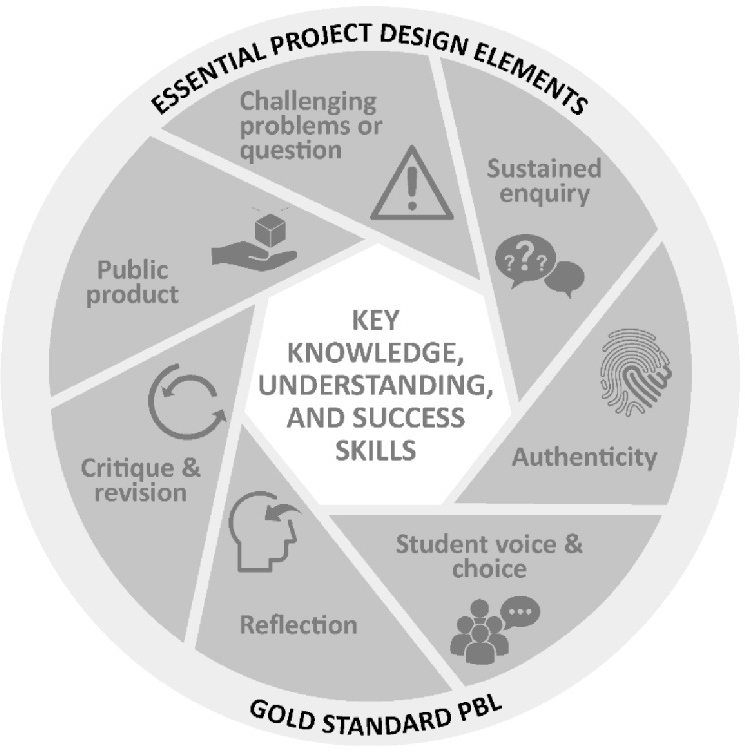 ESSENTIAL PROJECT DESIGN ELEMENTS
Challenging
problems or
question
Sustained
enquiry
???
Authenticity
Student voice &
choice
Reflection
Critique &
revision
Public
product
KEY
KNOWLEDGE,
UNDERSTANDING,
AND SUCCESS
SKILLS
GOLD STANDARD PBL